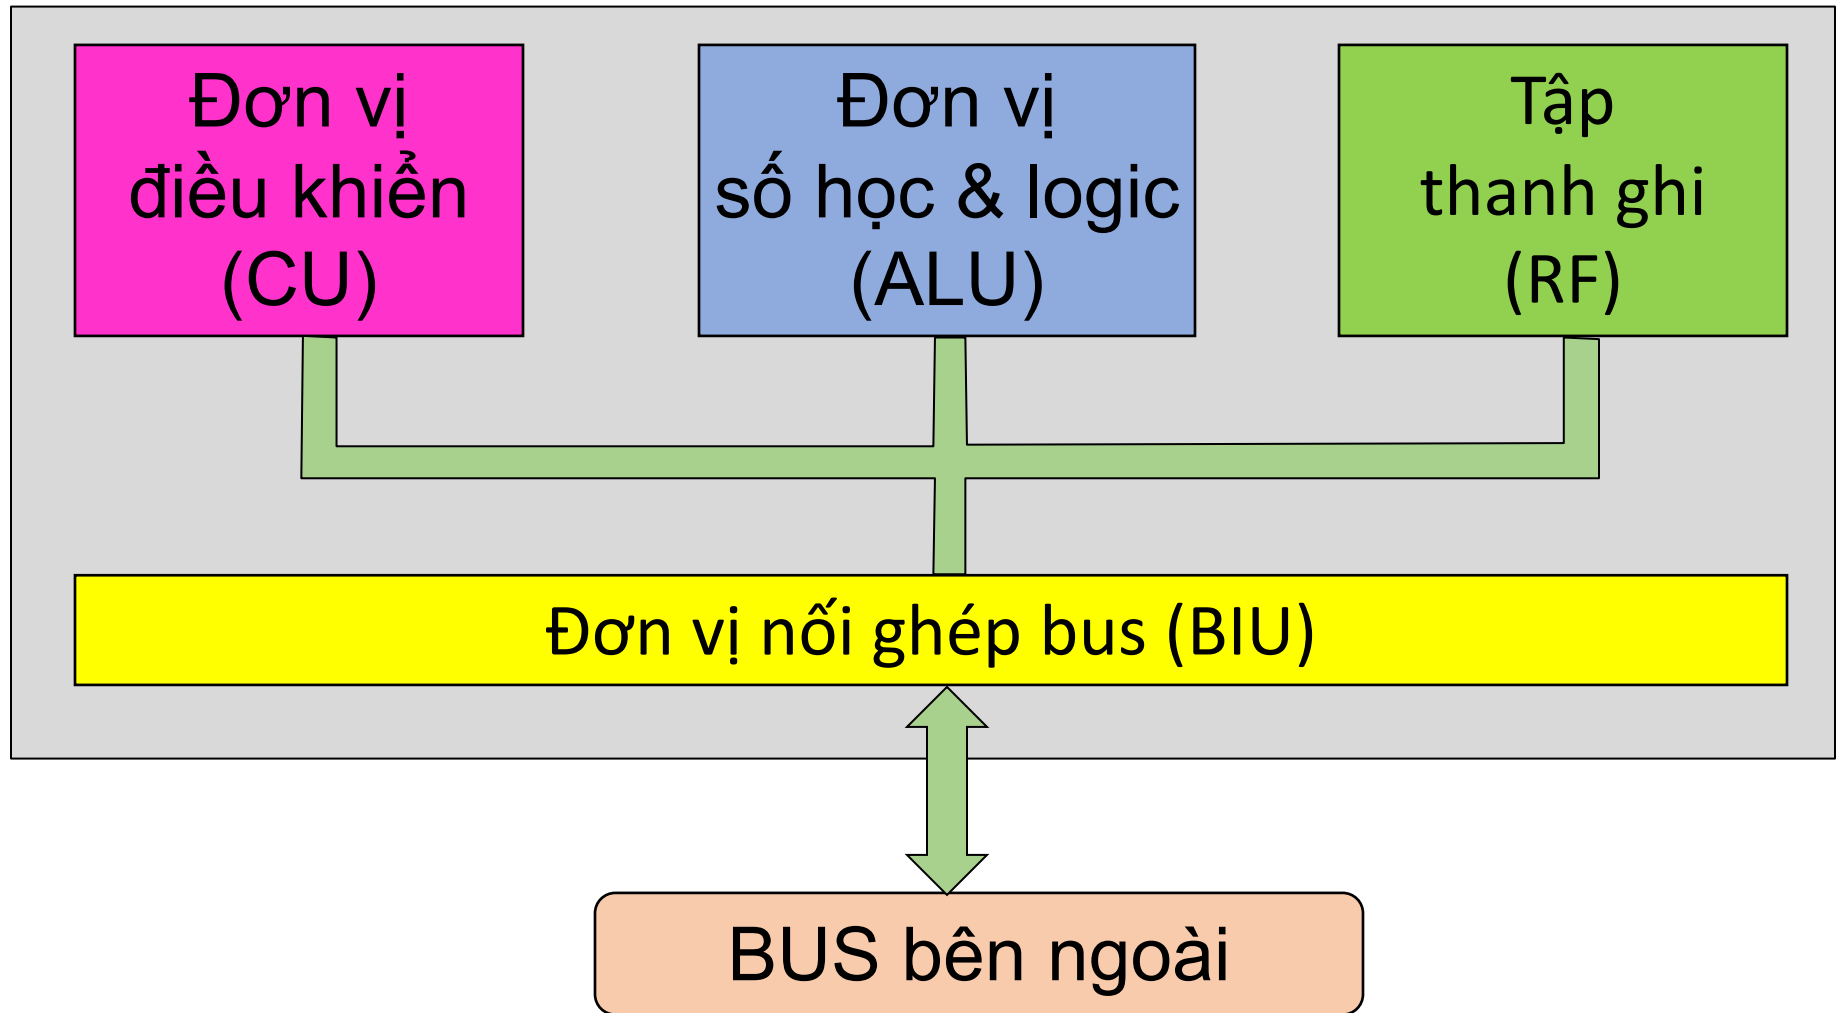 Đơn vị
điều khiển
(CU)
Đơn vị
số học & logic
(ALU)
Tập
thanh ghi
(RF)
Đơn vị nối ghép bus (BIU)
BUS bên ngoài